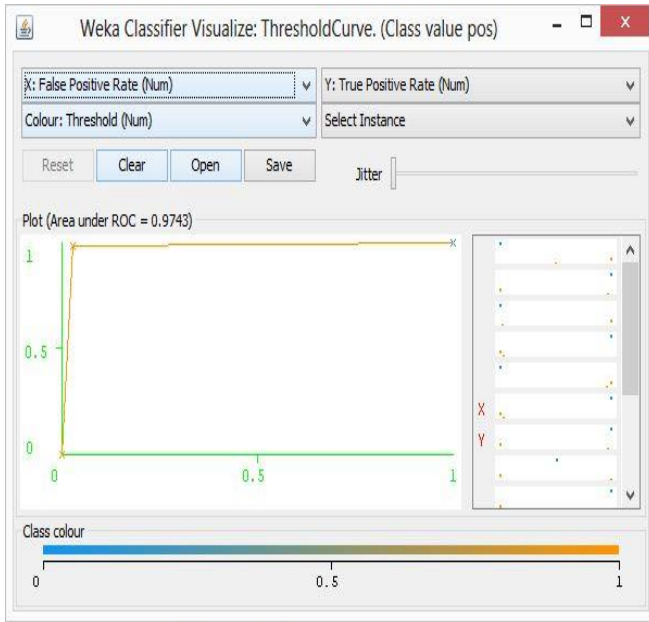 Weka Classifier Visualize: ThresholdCurve. (Class value pos)
X: False Positive Rate (Num)
Y: True Positive Rate (Num)
Colour: Threshold (Num)
Select Instance
Reset
Clear
Open
Save
Jitter
Plot (Area under ROC = 0.9743)
1
0.5
0
0
0.5
1
X
Y
Class colour
0
0.5
1